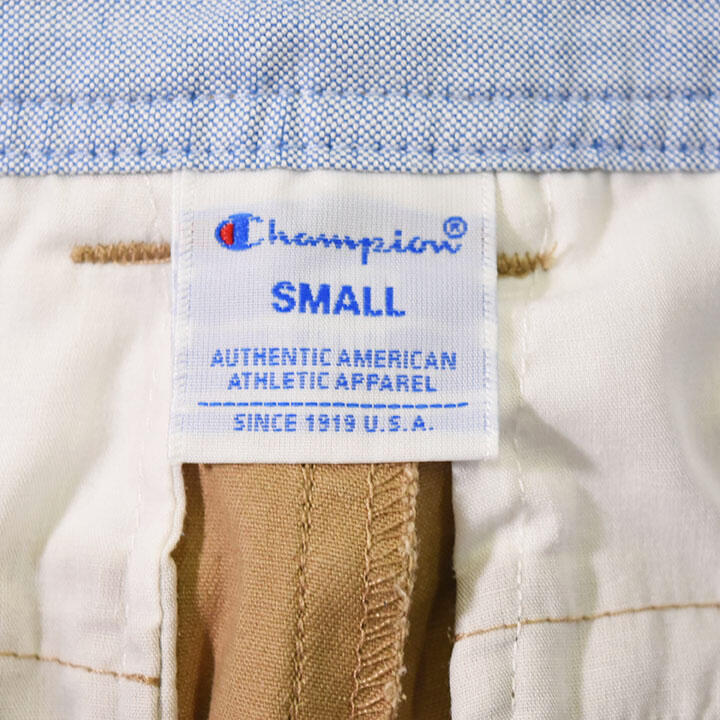 Champion®
SMALL
AUTHENTIC AMERICAN
ATHLETIC APPAREL
SINCE 1919 U.S.A.